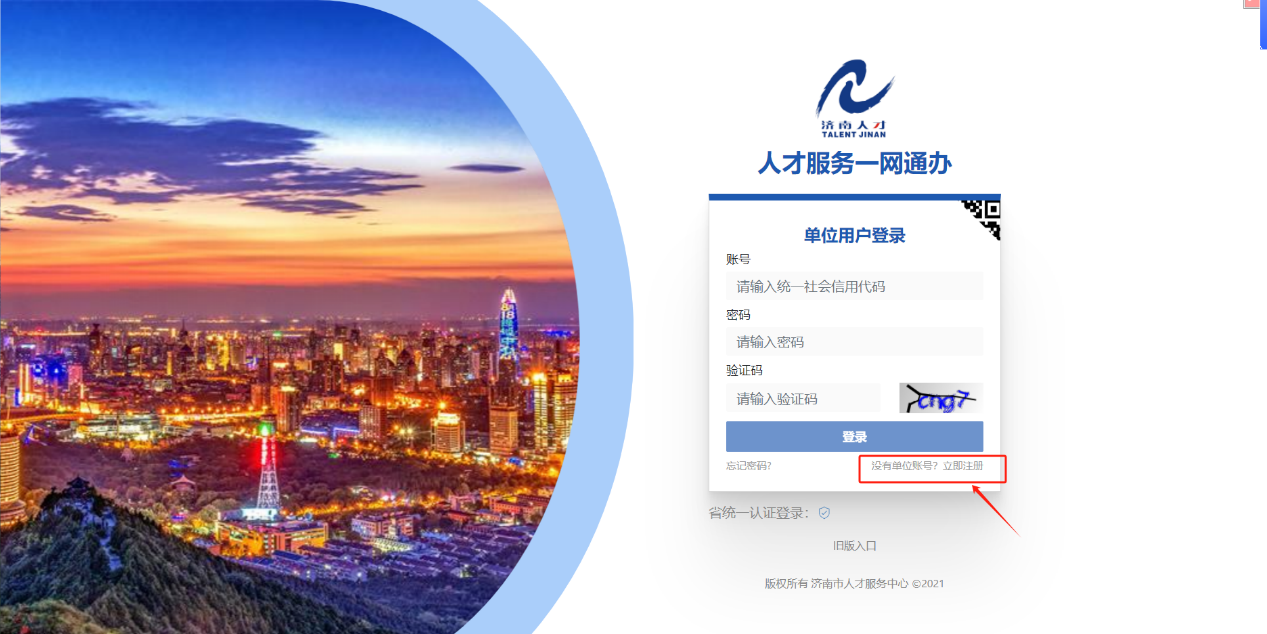 济南人才
TALENT JINAN
人才服务一网通办
单位用户登录
账号
请输入统一社会信用代码
密码
请输入密码
验证码
请输入验证码
cng7
登录
忘记密码?
没有单位账号? 立即注册
省统一认证登录：
旧版入口
版权所有 济南市人才服务中心 ©2021